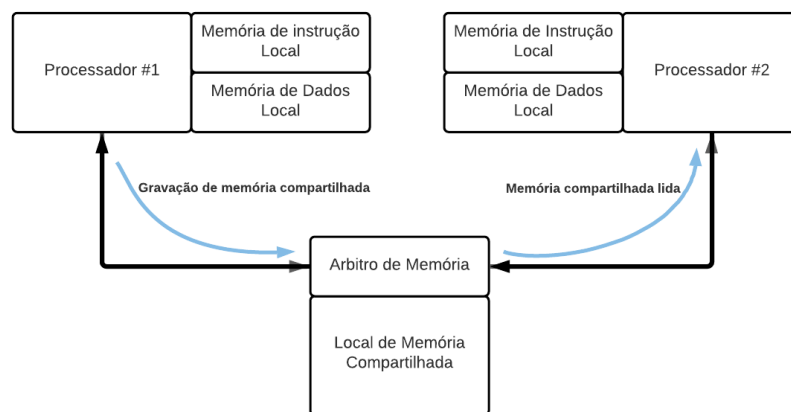 Processador #1
Memória de instrução
Local
Memória de Dados
Local
Memória de Instrução
Local
Memória de Dados
Local
Processador #2
Gravação de memória compartilhada
Memória compartilhada lida
Arbitro de Memória
Local de Memória
Compartilhada